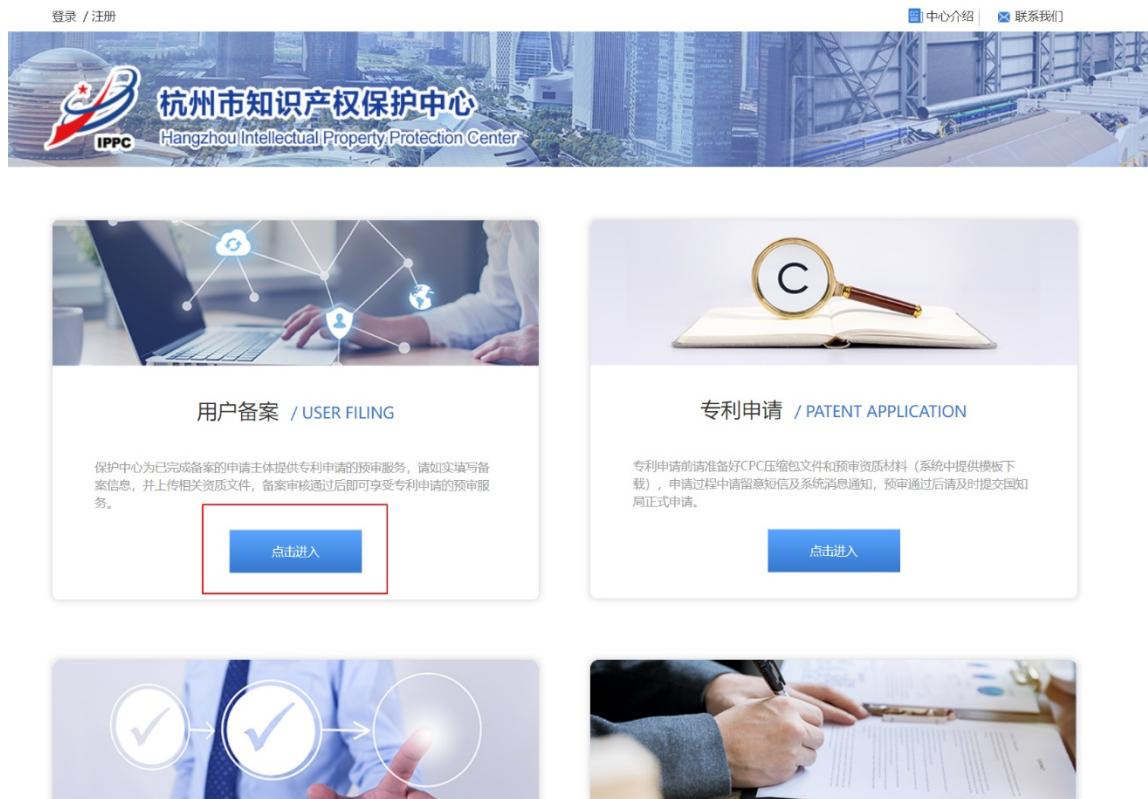 登录 / 注册
中心介绍
联系我们
IPPC
杭州市知识产权保护中心
Hangzhou Intellectual Property Protection Center
C
用户备案 / USER FILING
保护中心为已完成备案的申请主体提供专利申请的预审服务，请如实填写备
案信息，并上传相关资质文件，备案审核通过后即可享受专利申请的预审服
务。
点击进入
专利申请 / PATENT APPLICATION
专利申请前请准备好CPC压缩包文件和预审资质材料（系统中提供模板下
载），申请过程中请留意短信及系统消息通知，预审通过后请及时提交国知
局正式申请。
点击进入